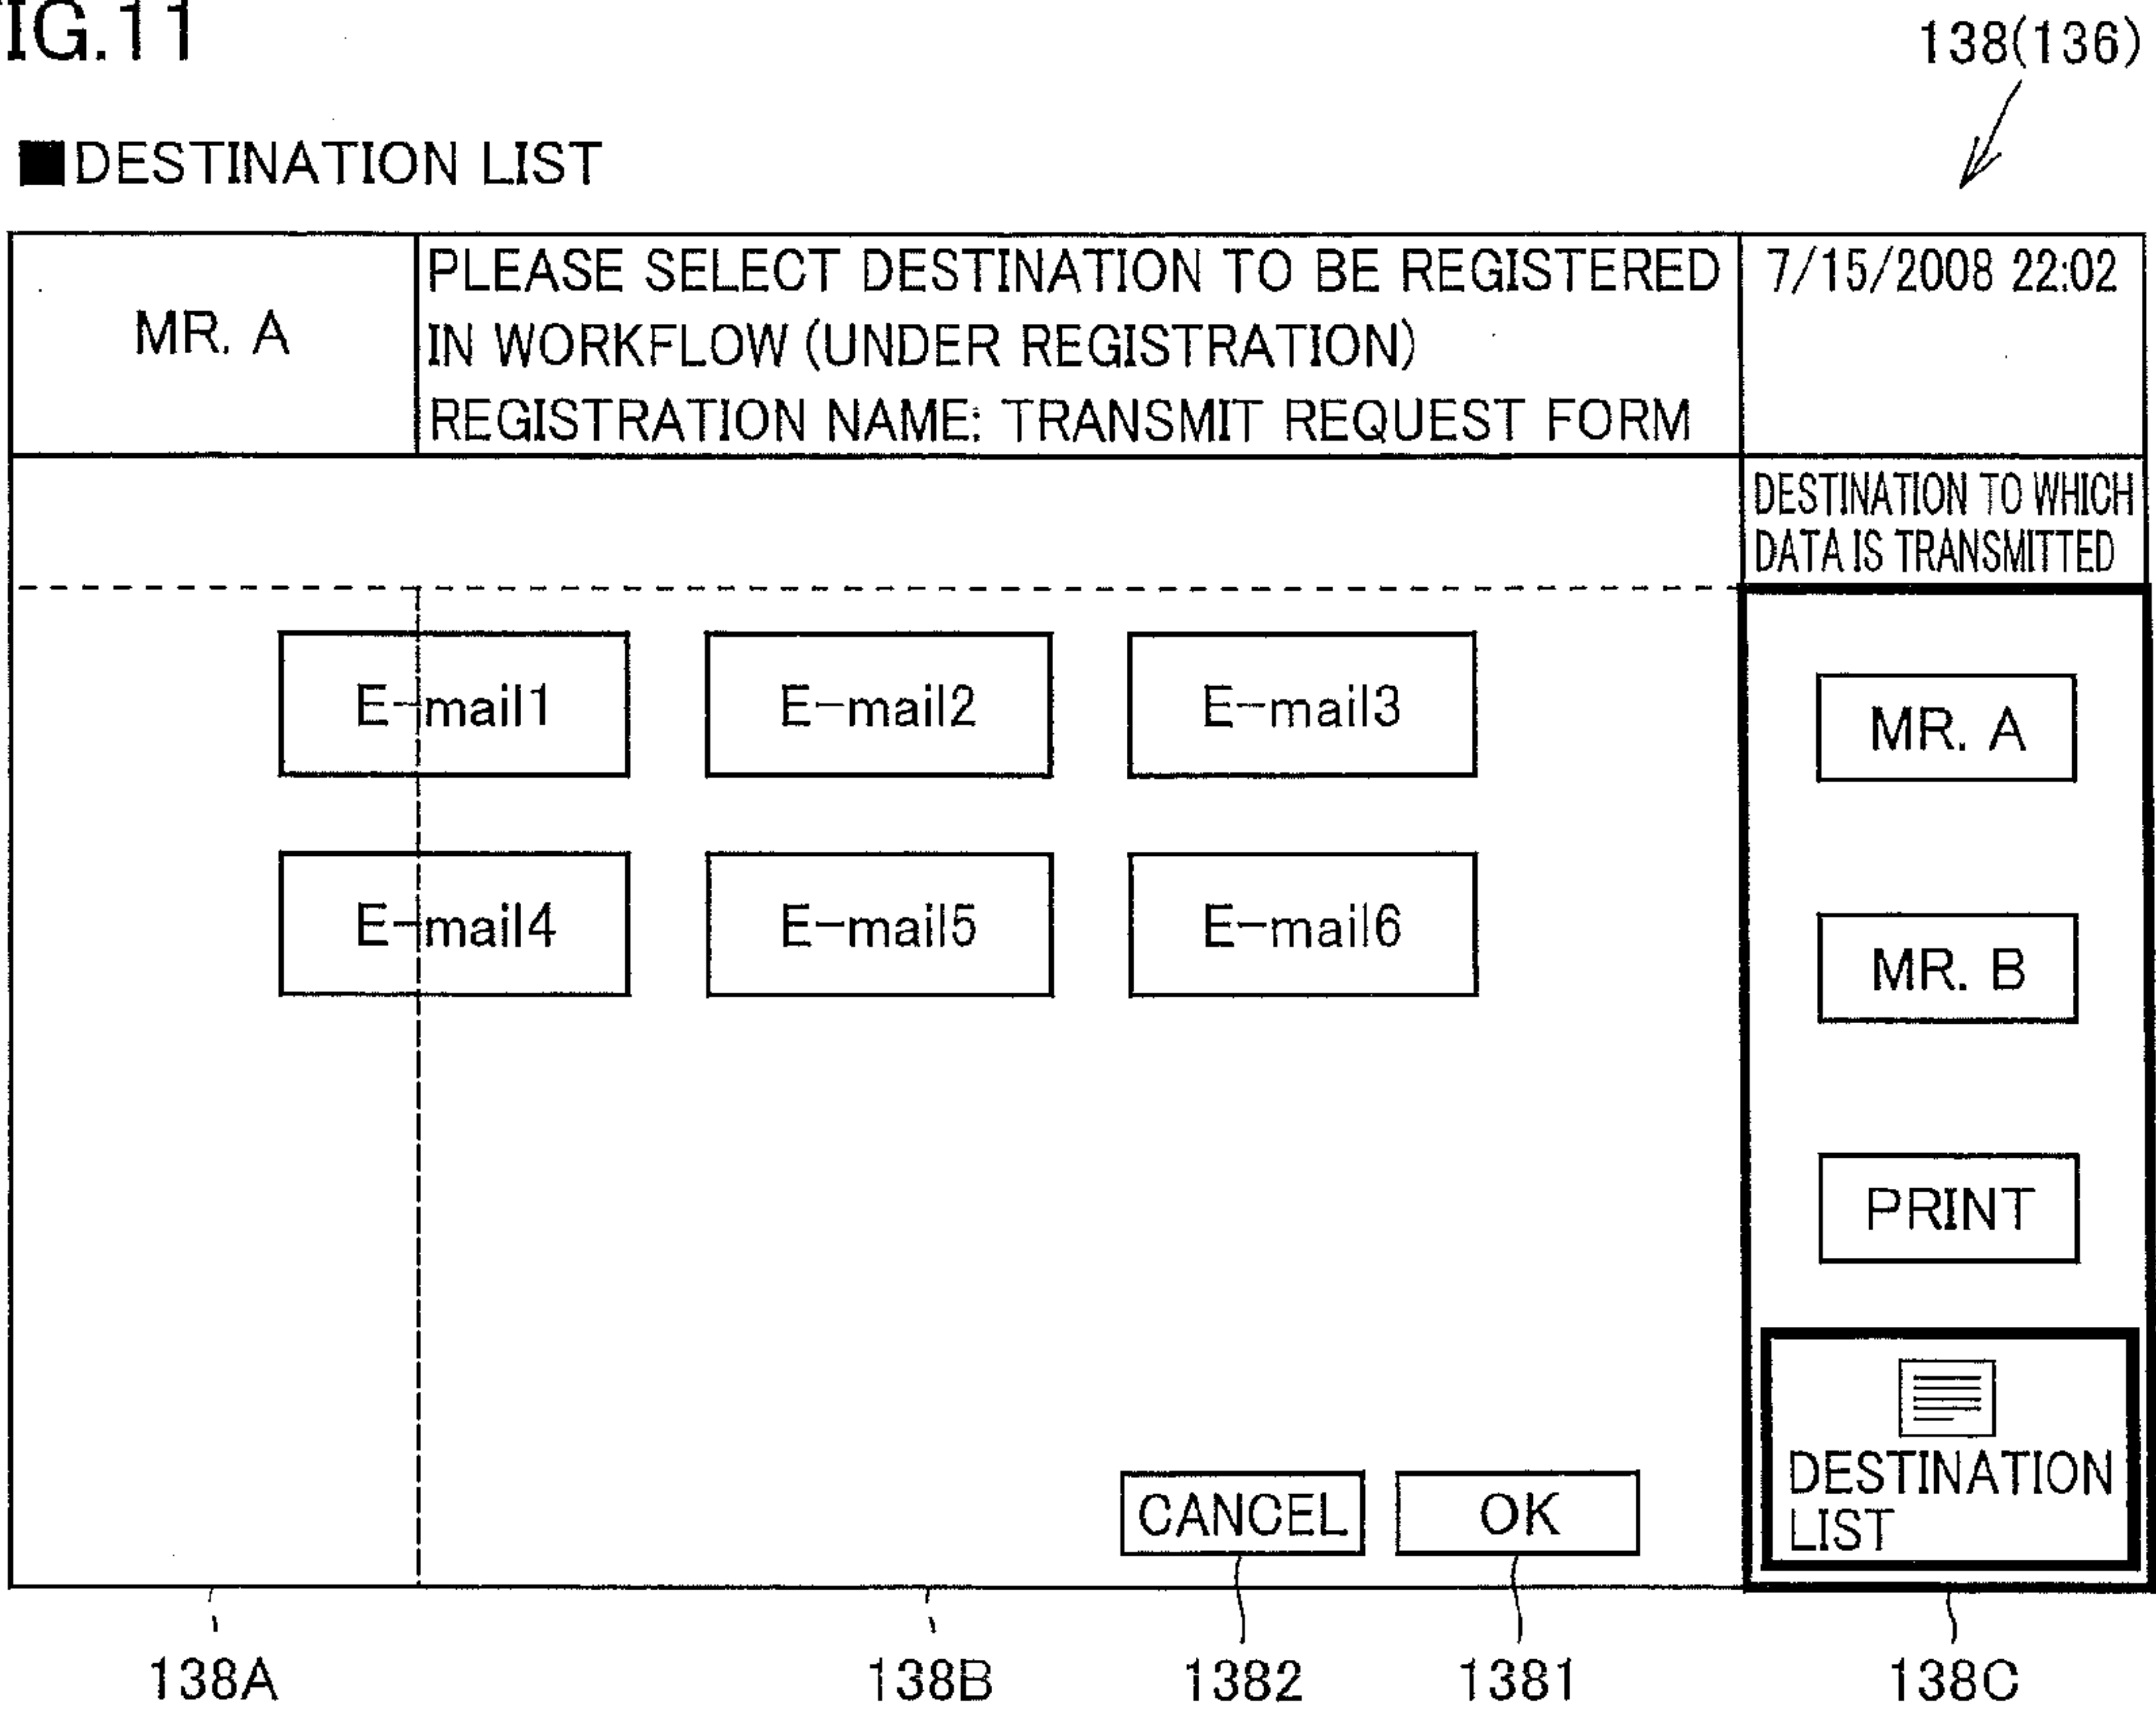 IG.11
138(136)
■DESTINATION LIST
MR. A
PLEASE SELECT DESTINATION TO BE REGISTERED
IN WORKFLOW (UNDER REGISTRATION)
REGISTRATION NAME: TRANSMIT REQUEST FORM
7/15/2008 22:02
DESTINATION TO WHICH
DATA IS TRANSMITTED
E-mail1
E-mail2
E-mail3
MR. A
E-mail4
E-mail5
E-mail6
MR. B
PRINT
DESTINATION
LIST
CANCEL
OK
138A
138B
1382
1381
138C